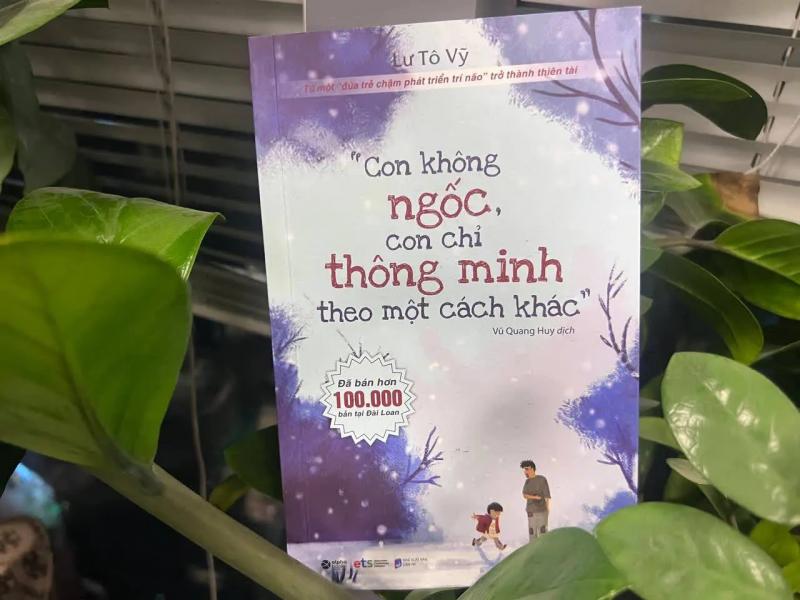 Lư Tô Vỹ
Từ một "đứa trẻ chậm phát triển trí não" trở thành thiên tài
"Con không
ngốc,
con chỉ
thông minh
theo một cách khác"
Vũ Quang Huy dịch
Đã bán hơn
100.000
bản tại Đài Loan
alpha
ets